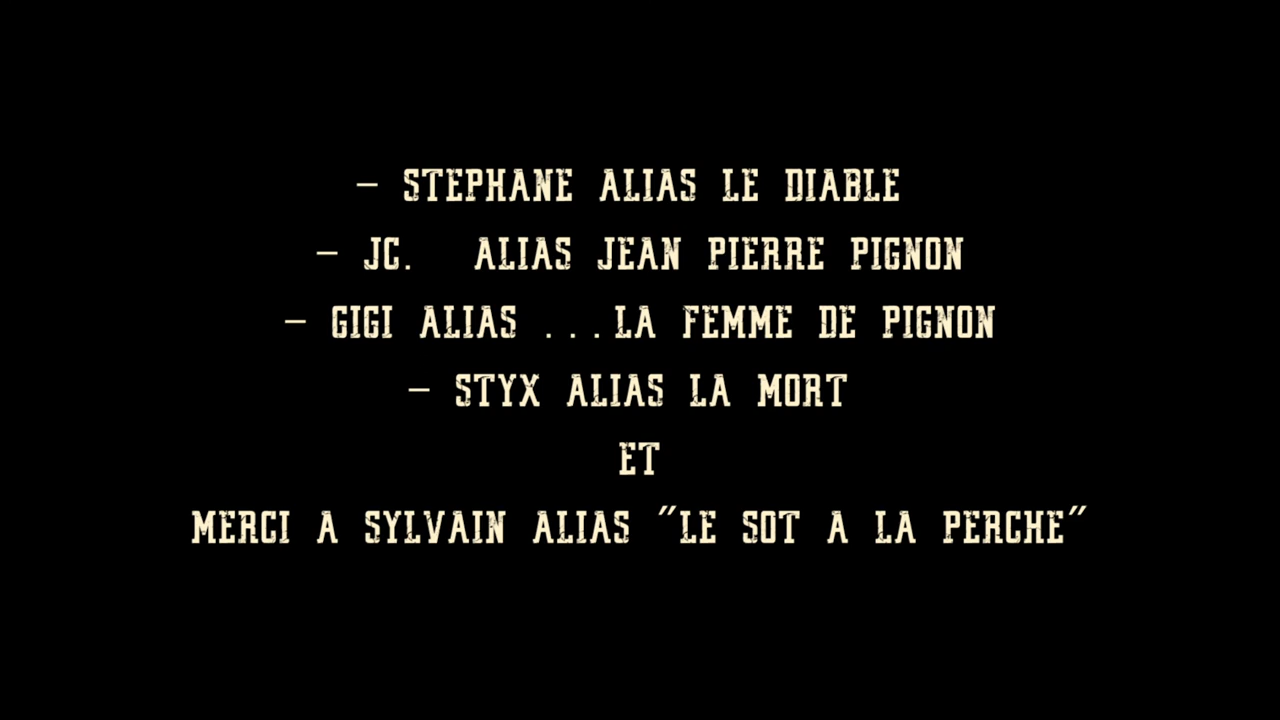 - STEPHANE ALIAS LE DIABLE
- JC. ALIAS JEAN PIERRE PIGNON
- GIGI ALIAS ...LA FEMME DE PIGNON
- STYX ALIAS LA MORT
ET
MERCI A SYLVAIN ALIAS "LE SOT A LA PERCHE"